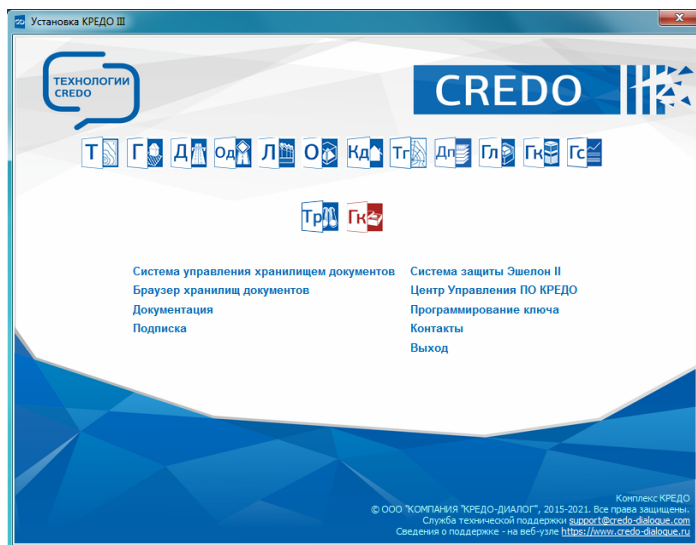 Установка КРЕДО III
ТЕХНОЛОГИИ
CREDO
CREDO
Т Г Д Од Л О Кд Тг Дп Гл Гк Гс
Тр Гк
Система управления хранилищем документов
Браузер хранилищ документов
Документация
Подписка
Система защиты Эшелон II
Центр Управления ПО КРЕДО
Программирование ключа
Контакты
Выход
Комплекс КРЕДО
© ООО "КОМПАНИЯ "КРЕДО-ДИАЛОГ", 2015-2021. Все права защищены.
Служба технической поддержки support@credo-dialogue.com
Сведения о поддержке - на веб-узле https://www.credo-dialogue.ru